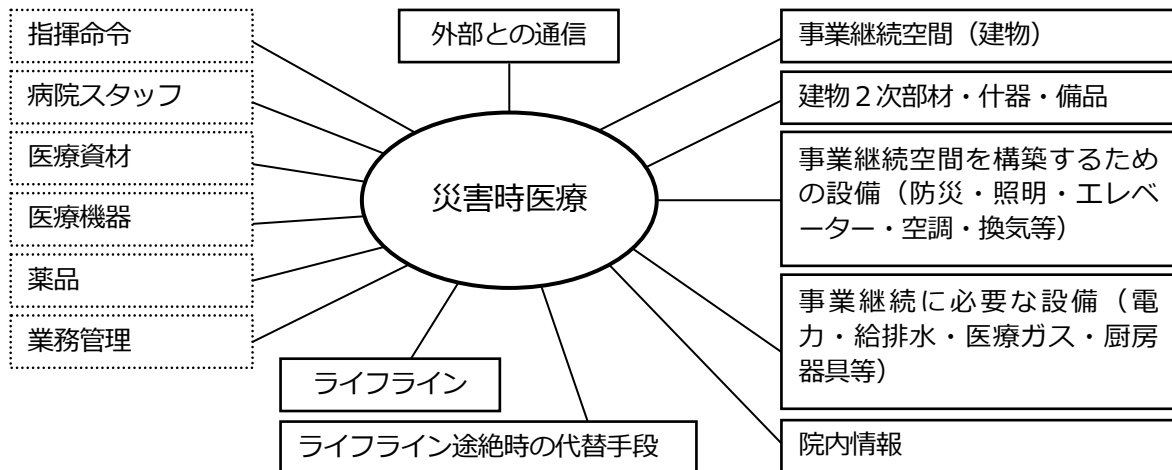 指揮命令
病院スタッフ
医療資材
医療機器
薬品
業務管理
外部との通信
災害時医療
ライフライン
ライフライン途絶時の代替手段
事業継続空間（建物）
建物２次部材・什器・備品
事業継続空間を構築するため
の設備（防災・照明・エレベ
ーター・空調・換気等）
事業継続に必要な設備（電
力・給排水・医療ガス・厨房
器具等）
院内情報